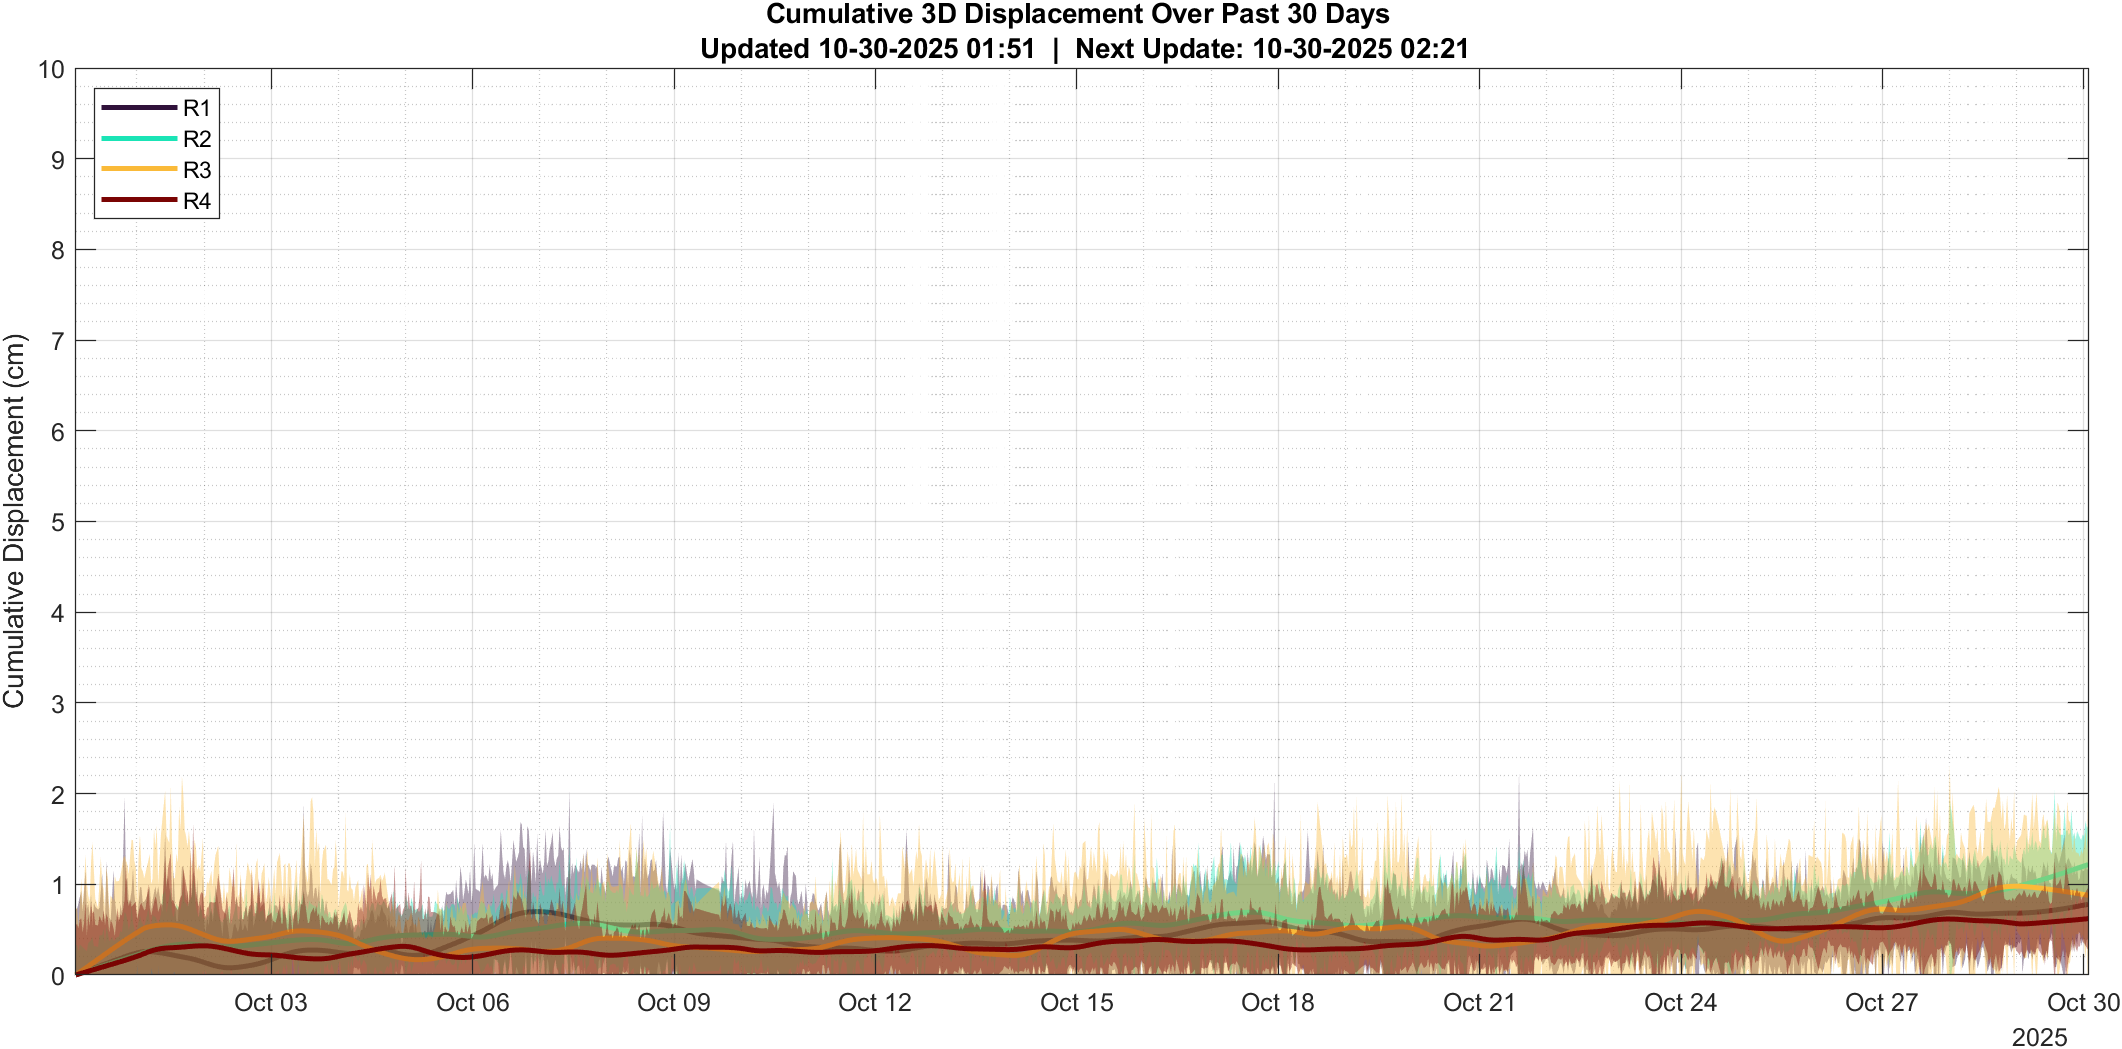 Cumulative 3D Displacement Over Past 30 Days
Updated 10-30-2025 01:51 | Next Update: 10-30-2025 02:21
R1
R2
R3
R4
Cumulative Displacement (cm)
10
9
8
7
6
5
4
3
2
1
0
Oct 03 Oct 06 Oct 09 Oct 12 Oct 15 Oct 18 Oct 21 Oct 24 Oct 27 Oct 30
2025